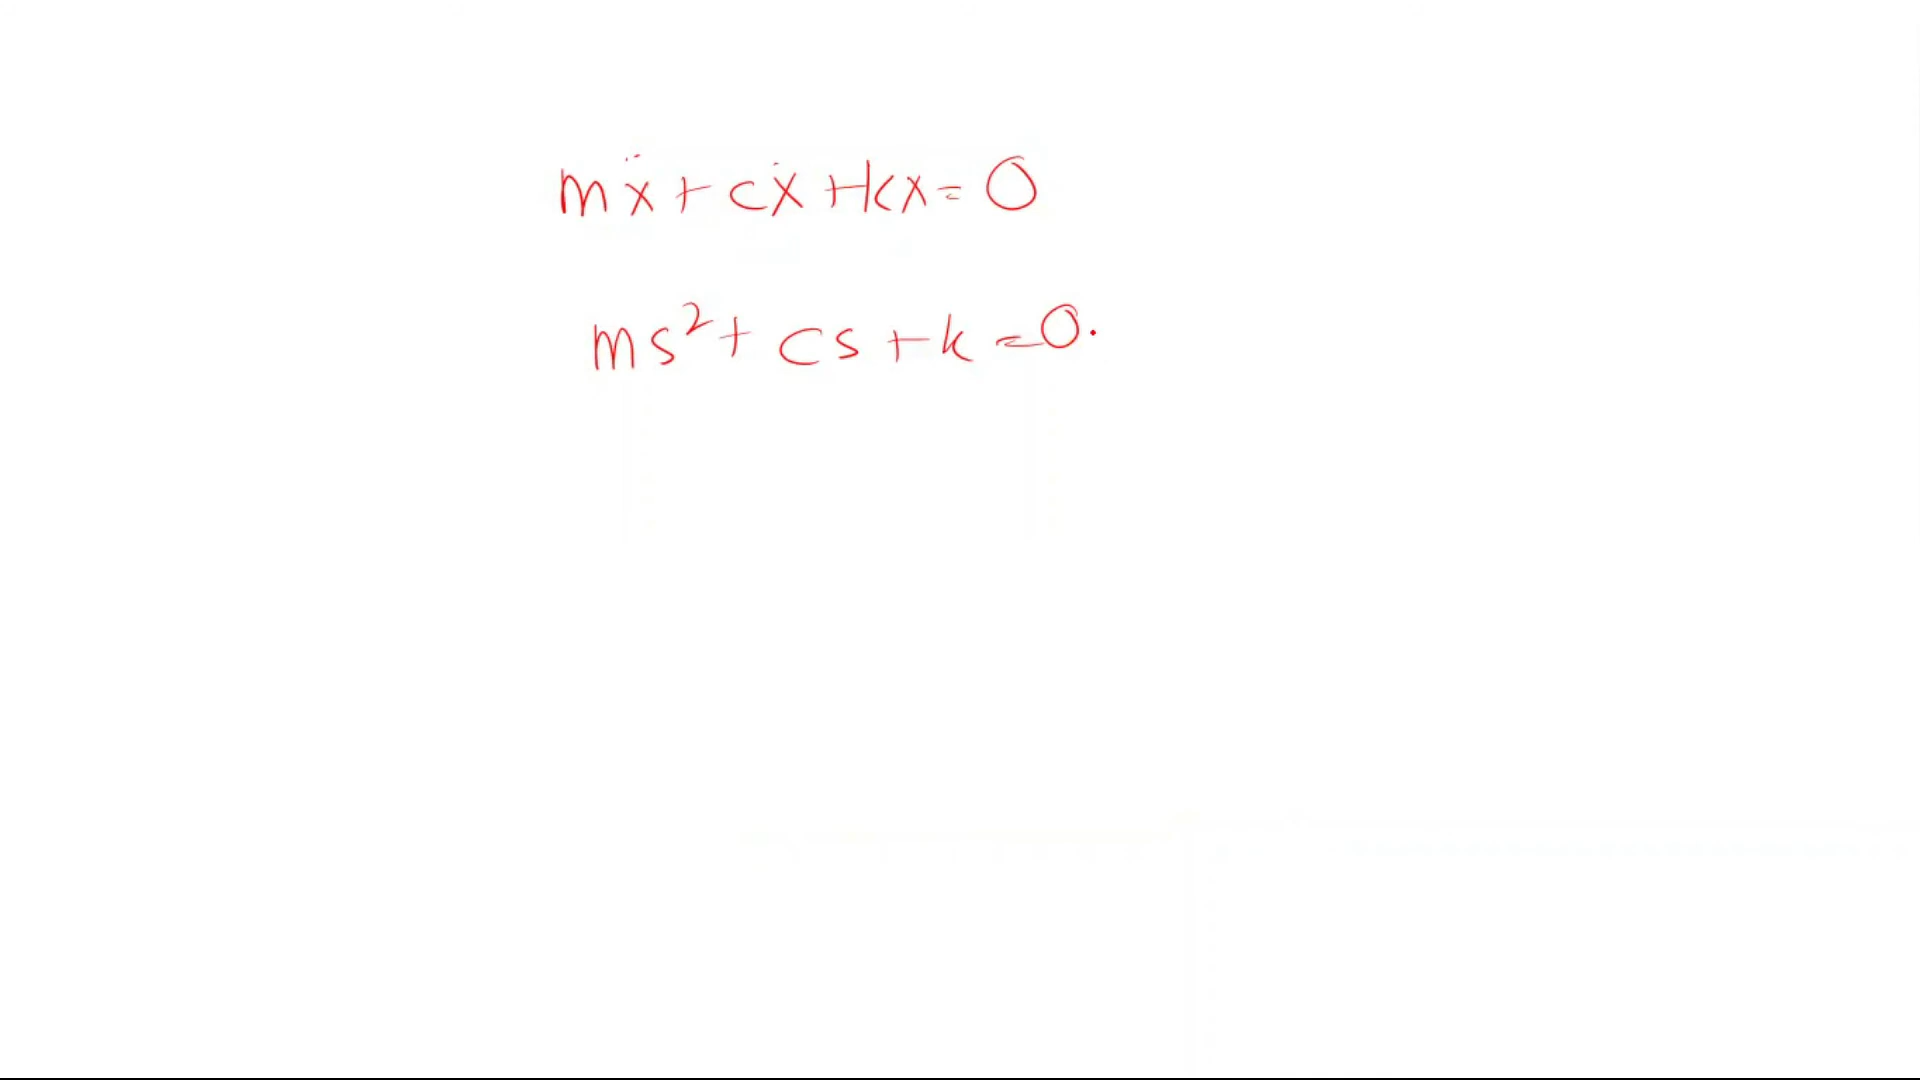 mẍ + cẋ + kx = 0
ms² + cs + k = 0.